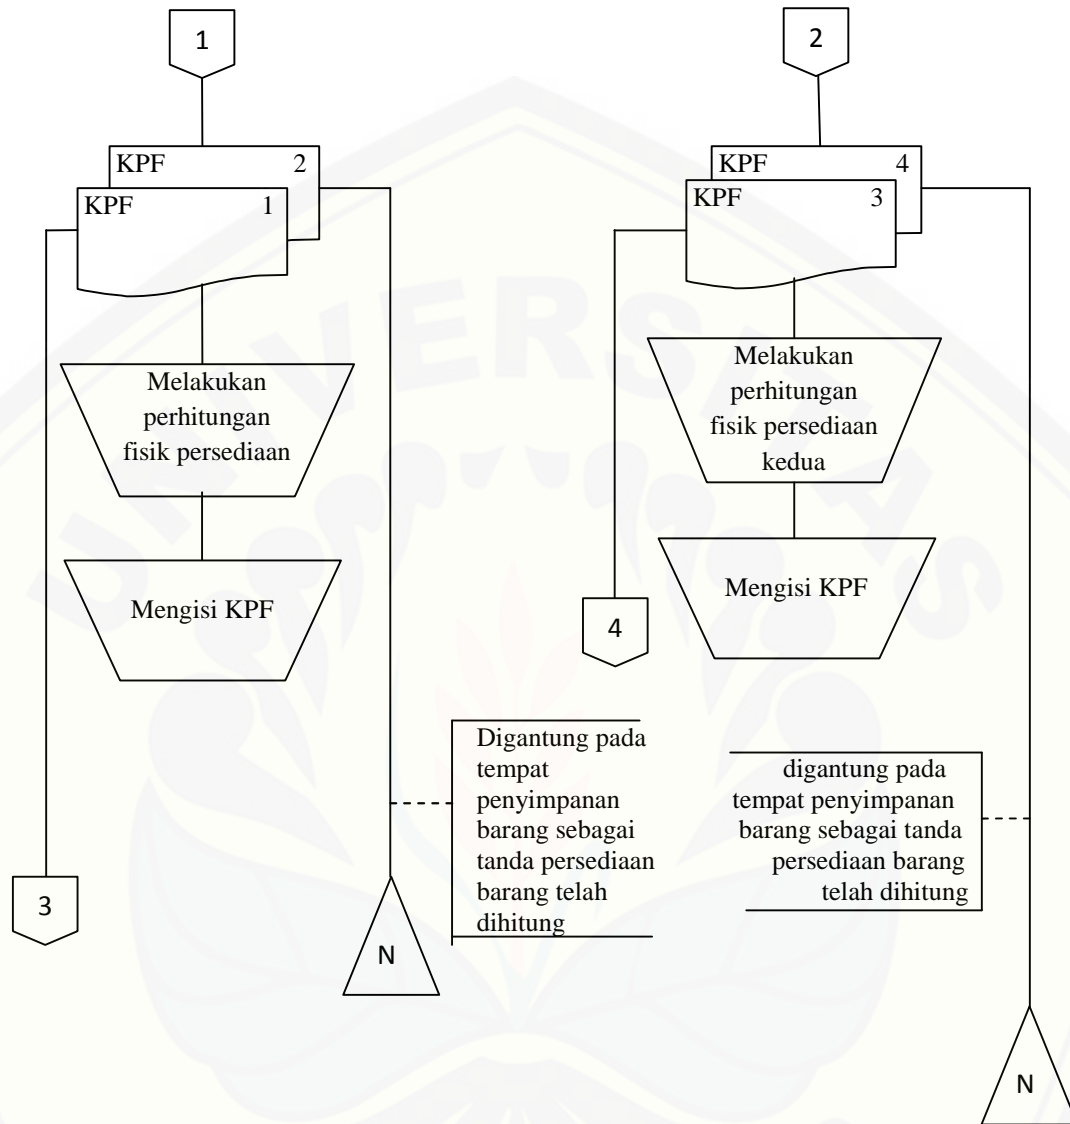 1
2
KPF 2
KPF 1
KPF 4
KPF 3
Melakukan
perhitungan
fisik persediaan
Melakukan
perhitungan
fisik persediaan
kedua
Mengisi KPF
Mengisi KPF
4
Digantung pada
tempat
penyimpanan
barang sebagai
tanda persediaan
barang telah
dihitung
digantung pada
tempat penyimpanan
barang sebagai tanda
persediaan barang
telah dihitung
3
N
N
UNIVERSITAS